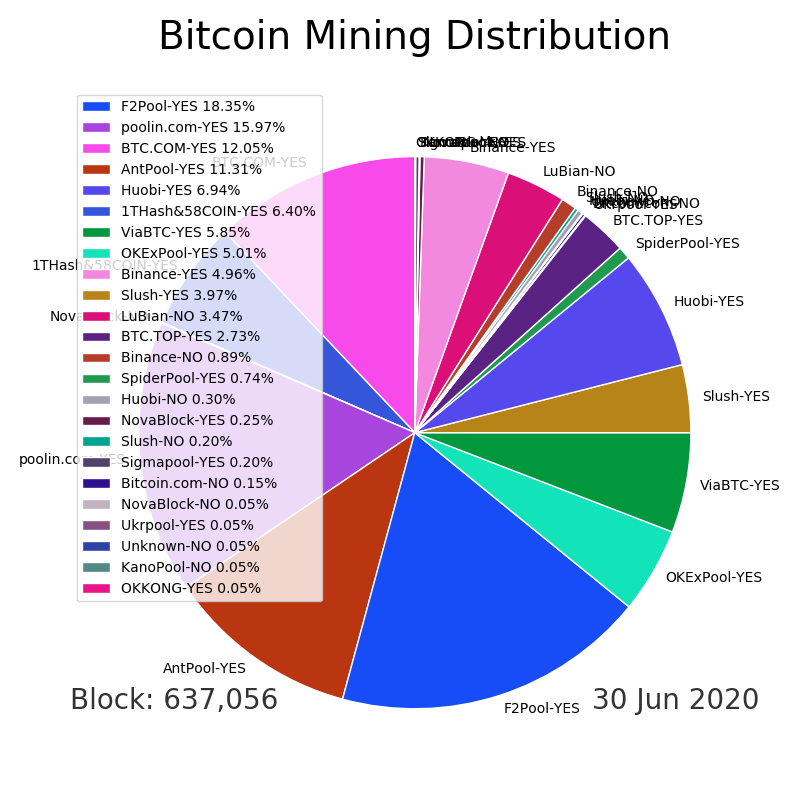 Bitcoin Mining Distribution
F2Pool-YES 18.35%
poolin.com-YES 15.97%
BTC.COM-YES 12.05%
AntPool-YES 11.31%
Huobi-YES 6.94%
1THash&58COIN-YES 6.40%
ViaBTC-YES 5.85%
OKExPool-YES 5.01%
Binance-YES 4.96%
Slush-YES 3.97%
LuBian-NO 3.47%
BTC.TOP-YES 2.73%
Binance-NO 0.89%
SpiderPool-YES 0.74%
Huobi-NO 0.30%
NovaBlock-YES 0.25%
Slush-NO 0.20%
Sigmapool-YES 0.20%
Bitcoin.com-NO 0.15%
NovaBlock-NO 0.05%
Ukrpool-YES 0.05%
Unknown-NO 0.05%
KanoPool-NO 0.05%
OKKONG-YES 0.05%
Binance-YES
LuBian-NO
Binance-NO
BTC.TOP-YES
SpiderPool-YES
Huobi-YES
Slush-YES
ViaBTC-YES
OKExPool-YES
F2Pool-YES
AntPool-YES
poolin.com-YES
1THash&58COIN-YES
BTC.COM-YES
Block: 637,056
30 Jun 2020